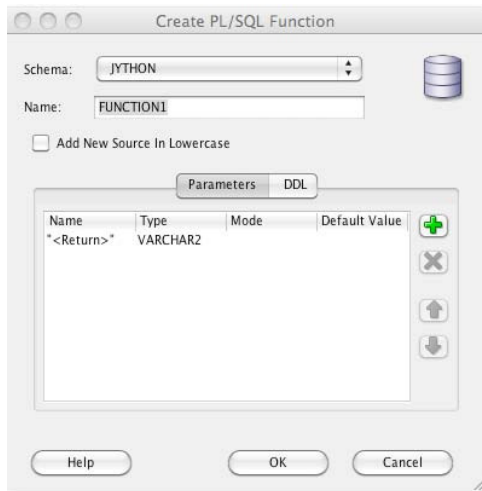 Create PL/SQL Function
Schema: JYTHON
Name: FUNCTION1
Add New Source In Lowercase
Parameters DDL
Name Type Mode Default Value
"<Return>" VARCHAR2
Help OK Cancel